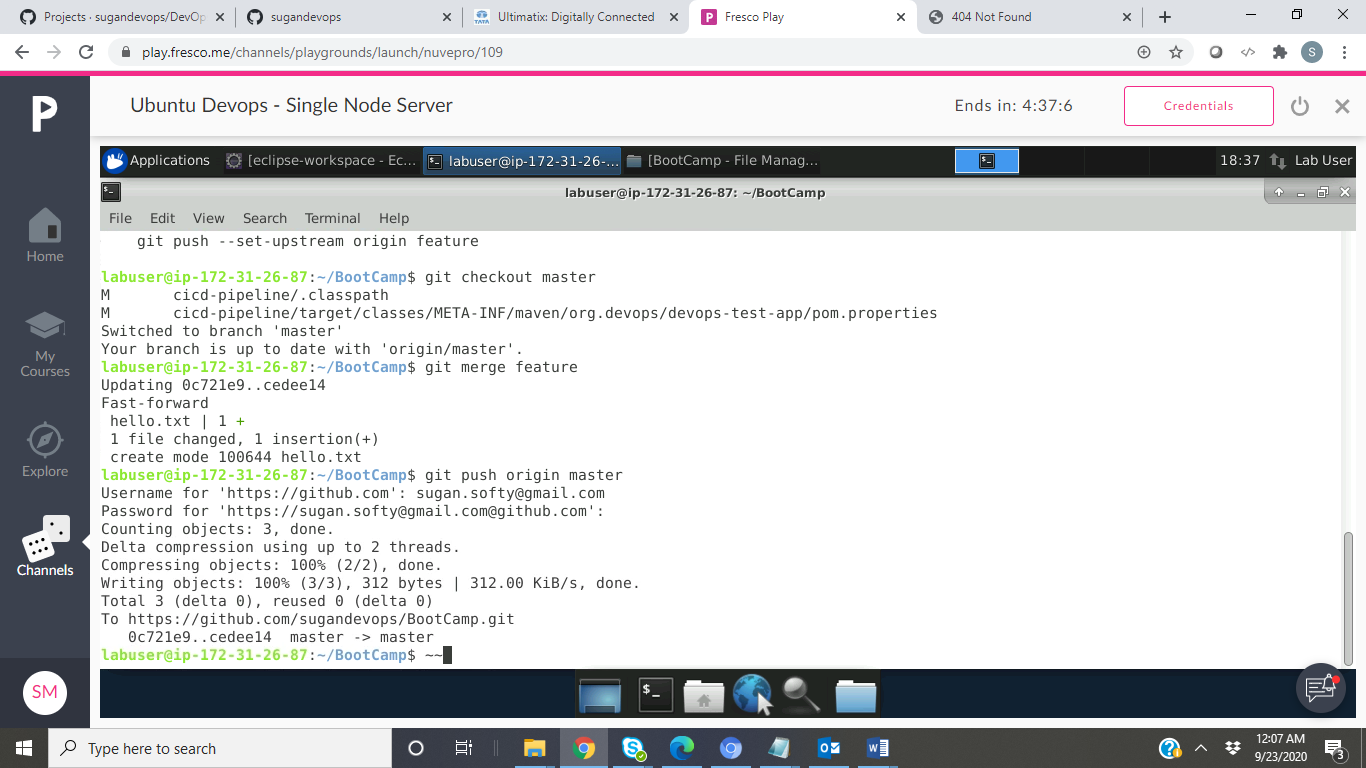 Projects · sugandevops/DevOp
sugandevops
Ultimatix: Digitally Connected
Fresco Play
404 Not Found
play.fresco.me/channels/playgrounds/launch/nuvepro/109
S
Ubuntu Devops - Single Node Server
Ends in: 4:37:6
Credentials
Applications
[eclipse-workspace - Ec...
labuser@ip-172-31-26-...
[BootCamp - File Manag...
18:37
Lab User
labuser@ip-172-31-26-87: ~/BootCamp
File Edit View Search Terminal Help
git push --set-upstream origin feature
labuser@ip-172-31-26-87:~/BootCamp$ git checkout master
M       cicd-pipeline/.classpath
M       cicd-pipeline/target/classes/META-INF/maven/org.devops/devops-test-app/pom.properties
Switched to branch 'master'
Your branch is up to date with 'origin/master'.
labuser@ip-172-31-26-87:~/BootCamp$ git merge feature
Updating 0c721e9..cedee14
Fast-forward
 hello.txt | 1 +
 1 file changed, 1 insertion(+)
 create mode 100644 hello.txt
labuser@ip-172-31-26-87:~/BootCamp$ git push origin master
Username for 'https://github.com': sugan.softy@gmail.com
Password for 'https://sugan.softy@gmail.com@github.com':
Counting objects: 3, done.
Delta compression using up to 2 threads.
Compressing objects: 100% (2/2), done.
Writing objects: 100% (3/3), 312 bytes | 312.00 KiB/s, done.
Total 3 (delta 0), reused 0 (delta 0)
To https://github.com/sugandevops/BootCamp.git
   0c721e9..cedee14  master -> master
labuser@ip-172-31-26-87:~/BootCamp$ ~~
Home
My
Courses
Explore
Channels
SM
Type here to search
12:07 AM
9/23/2020
3